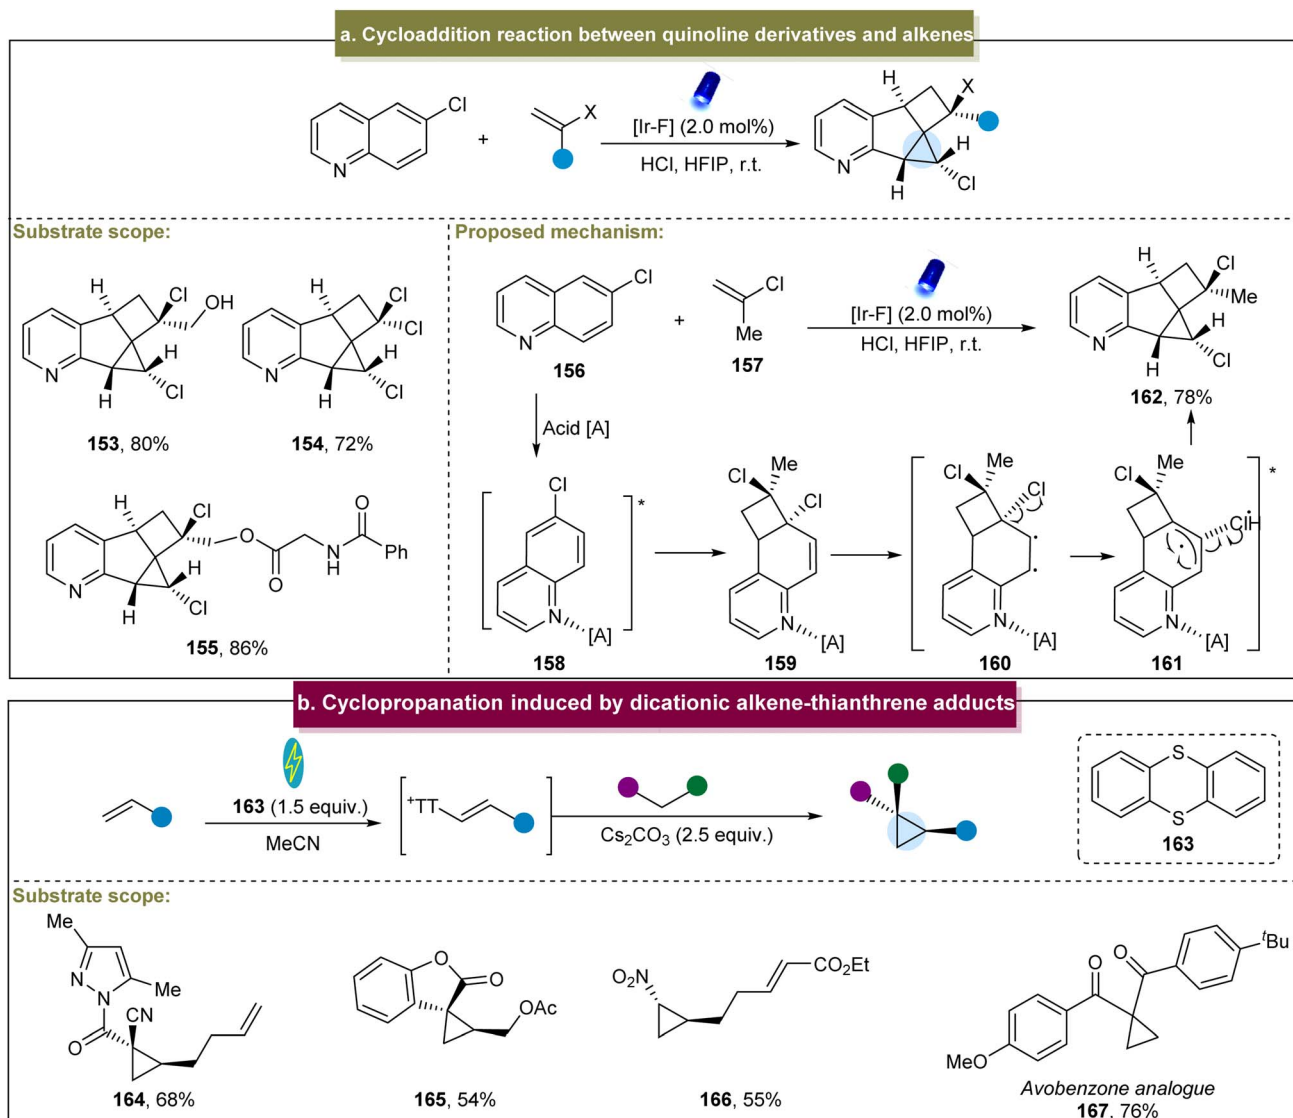 a. Cycloaddition reaction between quinoline derivatives and alkenes
N
Cl
+
X
[Ir-F] (2.0 mol%)
HCl, HFIP, r.t.
H
X
H
Cl
H
N
Substrate scope:
H
Cl
OH
H
Cl
H
N
153, 80%
H
Cl
Cl
H
Cl
H
N
154, 72%
H
Cl
O
O
N
H
O
Ph
H
Cl
H
N
155, 86%
Proposed mechanism:
Cl
N
156
+
Cl
Me
157
[Ir-F] (2.0 mol%)
HCl, HFIP, r.t.
H
Cl
Me
H
Cl
H
N
162, 78%
Acid [A]
Cl
N
[A]
*
158
Me
Cl
Cl
N
[A]
159
Me
Cl
Cl
N
[A]
160
Me
Cl
ClH
N
[A]
*
161
b. Cyclopropanation induced by dicationic alkene-thianthrene adducts
163 (1.5 equiv.)
MeCN
+TT
Cs2CO3 (2.5 equiv.)
S
S
163
Substrate scope:
Me
N
N
Me
O
CN
164, 68%
O
O
OAc
165, 54%
O2N
CO2Et
166, 55%
O
O
tBu
MeO
Avobenzone analogue
167, 76%